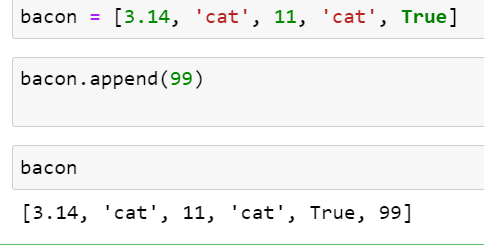 bacon = [3.14, 'cat', 11, 'cat', True]
bacon.append(99)
bacon
[3.14, 'cat', 11, 'cat', True, 99]